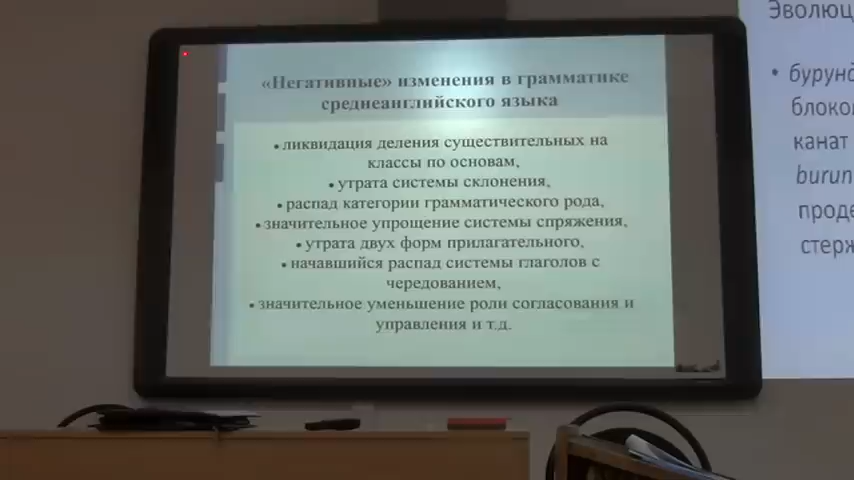 «Негативные» изменения в грамматике
среднеанглийского языка
• ликвидация деления существительных на
классы по основам,
• утрата системы склонения,
• распад категории грамматического рода,
• значительное упрощение системы спряжения,
• утрата двух форм прилагательного,
• начавшийся распад системы глаголов с
чередованием,
• значительное уменьшение роли согласования и
управления и т.д.
Эволюц
• бурунд
блоко
канат
burun
проде
стерж